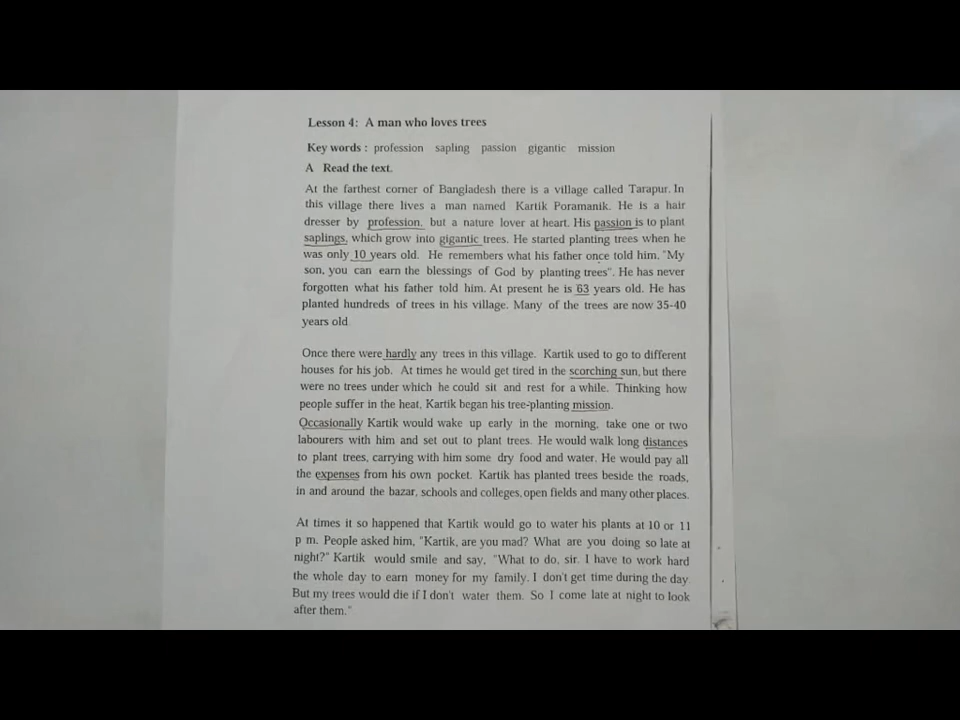 Lesson 4: A man who loves trees
Key words : profession sapling passion gigantic mission
A Read the text.
At the farthest corner of Bangladesh there is a village called Tarapur. In
this village there lives a man named Kartik Poramanik. He is a hair
dresser by profession, but a nature lover at heart. His passion is to plant
saplings, which grow into gigantic trees. He started planting trees when he
was only 10 years old. He remembers what his father once told him, "My
son, you can earn the blessings of God by planting trees". He has never
forgotten what his father told him. At present he is 63 years old. He has
planted hundreds of trees in his village. Many of the trees are now 35-40
years old
Once there were hardly any trees in this village. Kartik used to go to different
houses for his job. At times he would get tired in the scorching sun, but there
were no trees under which he could sit and rest for a while. Thinking how
people suffer in the heat, Kartik began his tree-planting mission.
Occasionally Kartik would wake up early in the morning, take one or two
labourers with him and set out to plant trees. He would walk long distances
to plant trees, carrying with him some dry food and water. He would pay all
the expenses from his own pocket. Kartik has planted trees beside the roads,
in and around the bazar, schools and colleges, open fields and many other places.
At times it so happened that Kartik would go to water his plants at 10 or 11
p m. People asked him, "Kartik, are you mad? What are you doing so late at
night?" Kartik would smile and say, "What to do, sir. I have to work hard
the whole day to earn money for my family. I don't get time during the day
But my trees would die if I don't water them. So I come late at night to look
after them."